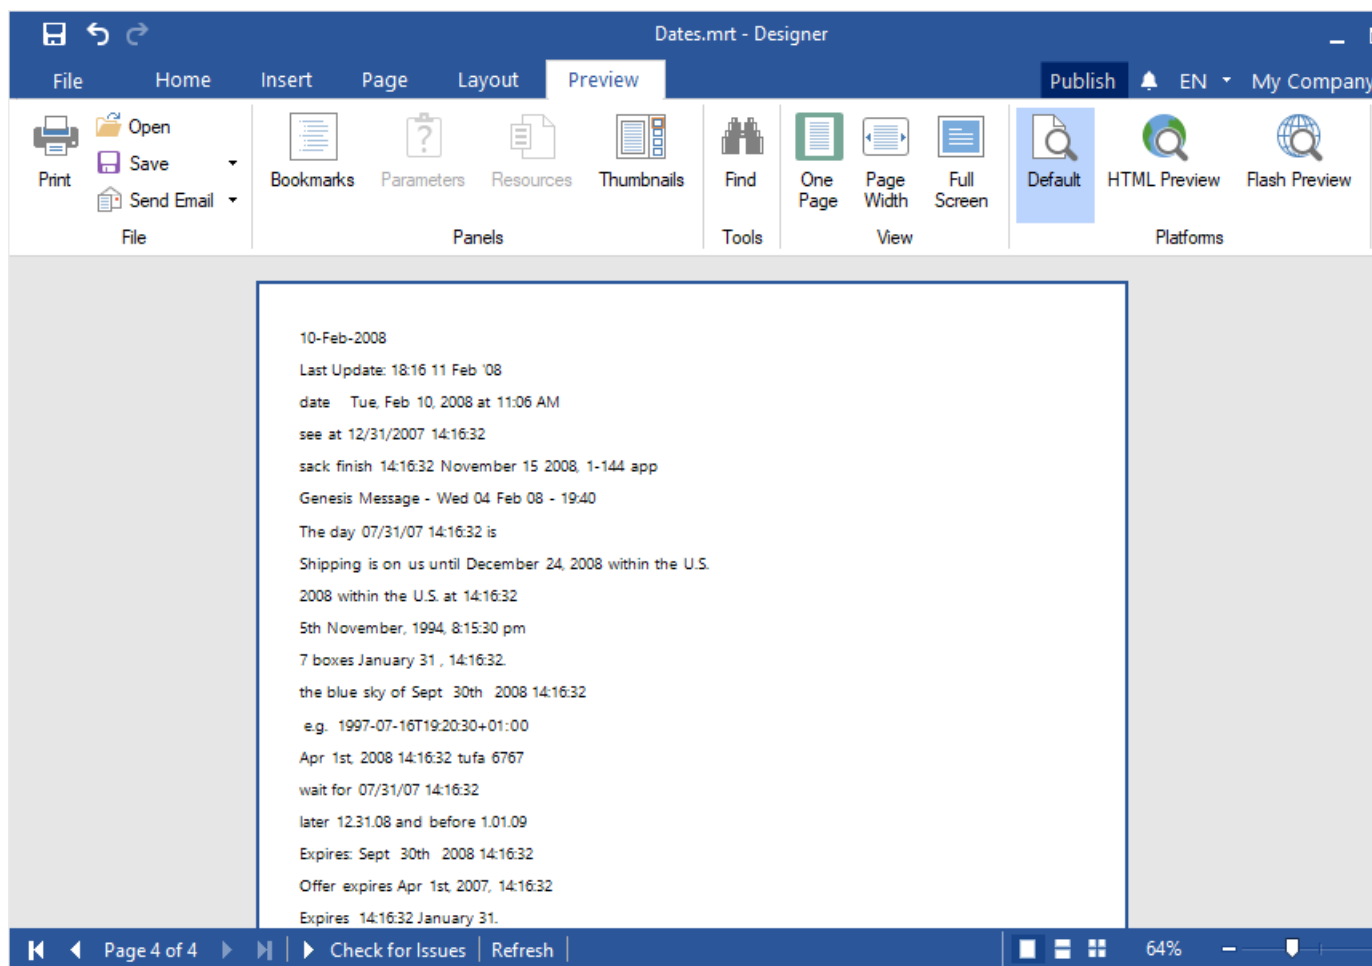 Dates.mrt - Designer
File Home Insert Page Layout Preview Publish EN My Company
Print
Open
Save
Send Email
File
Bookmarks Parameters Resources Thumbnails
Panels
Find
Tools
One Page
Page Width
Full Screen
View
Default HTML Preview Flash Preview
Platforms
10-Feb-2008
Last Update: 18:16 11 Feb '08
date Tue, Feb 10, 2008 at 11:06 AM
see at 12/31/2007 14:16:32
sack finish 14:16:32 November 15 2008, 1-144 app
Genesis Message - Wed 04 Feb 08 - 19:40
The day 07/31/07 14:16:32 is
Shipping is on us until December 24, 2008 within the U.S.
2008 within the U.S. at 14:16:32
5th November, 1994, 8:15:30 pm
7 boxes January 31 , 14:16:32.
the blue sky of Sept 30th 2008 14:16:32
e.g. 1997-07-16T19:20:30+01:00
Apr 1st, 2008 14:16:32 tufa 6767
wait for 07/31/07 14:16:32
later 12.31.08 and before 1.01.09
Expires: Sept 30th 2008 14:16:32
Offer expires Apr 1st, 2007, 14:16:32
Expires 14:16:32 January 31.
Page 4 of 4 Check for Issues Refresh 64%